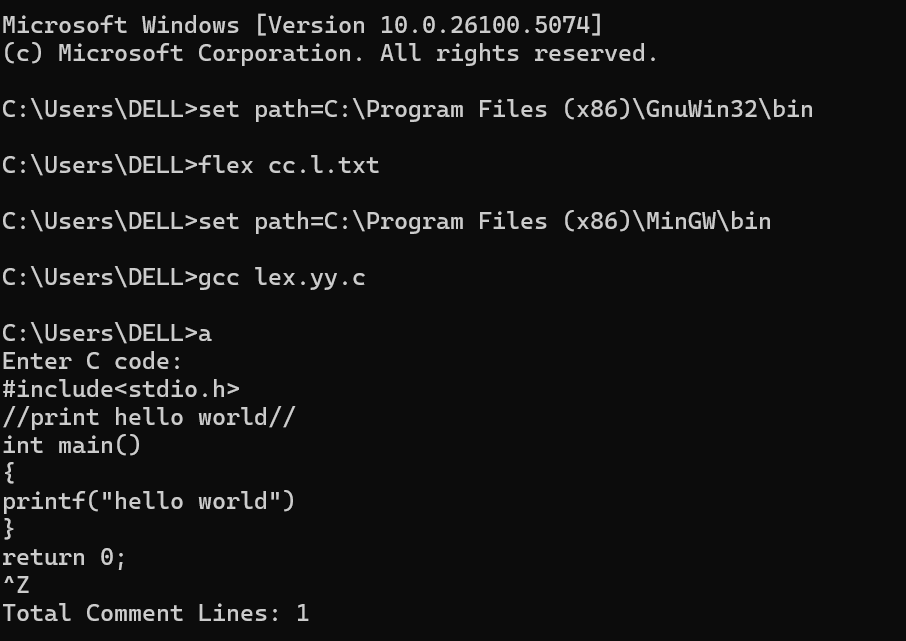 Microsoft Windows [Version 10.0.26100.5074]
(c) Microsoft Corporation. All rights reserved.
C:\Users\DELL>set path=C:\Program Files (x86)\GnuWin32\bin
C:\Users\DELL>flex cc.l.txt
C:\Users\DELL>set path=C:\Program Files (x86)\MinGW\bin
C:\Users\DELL>gcc lex.yy.c
C:\Users\DELL>a
Enter C code:
#include<stdio.h>
//print hello world//
int main()
{
printf("hello world")
}
return 0;
^Z
Total Comment Lines: 1